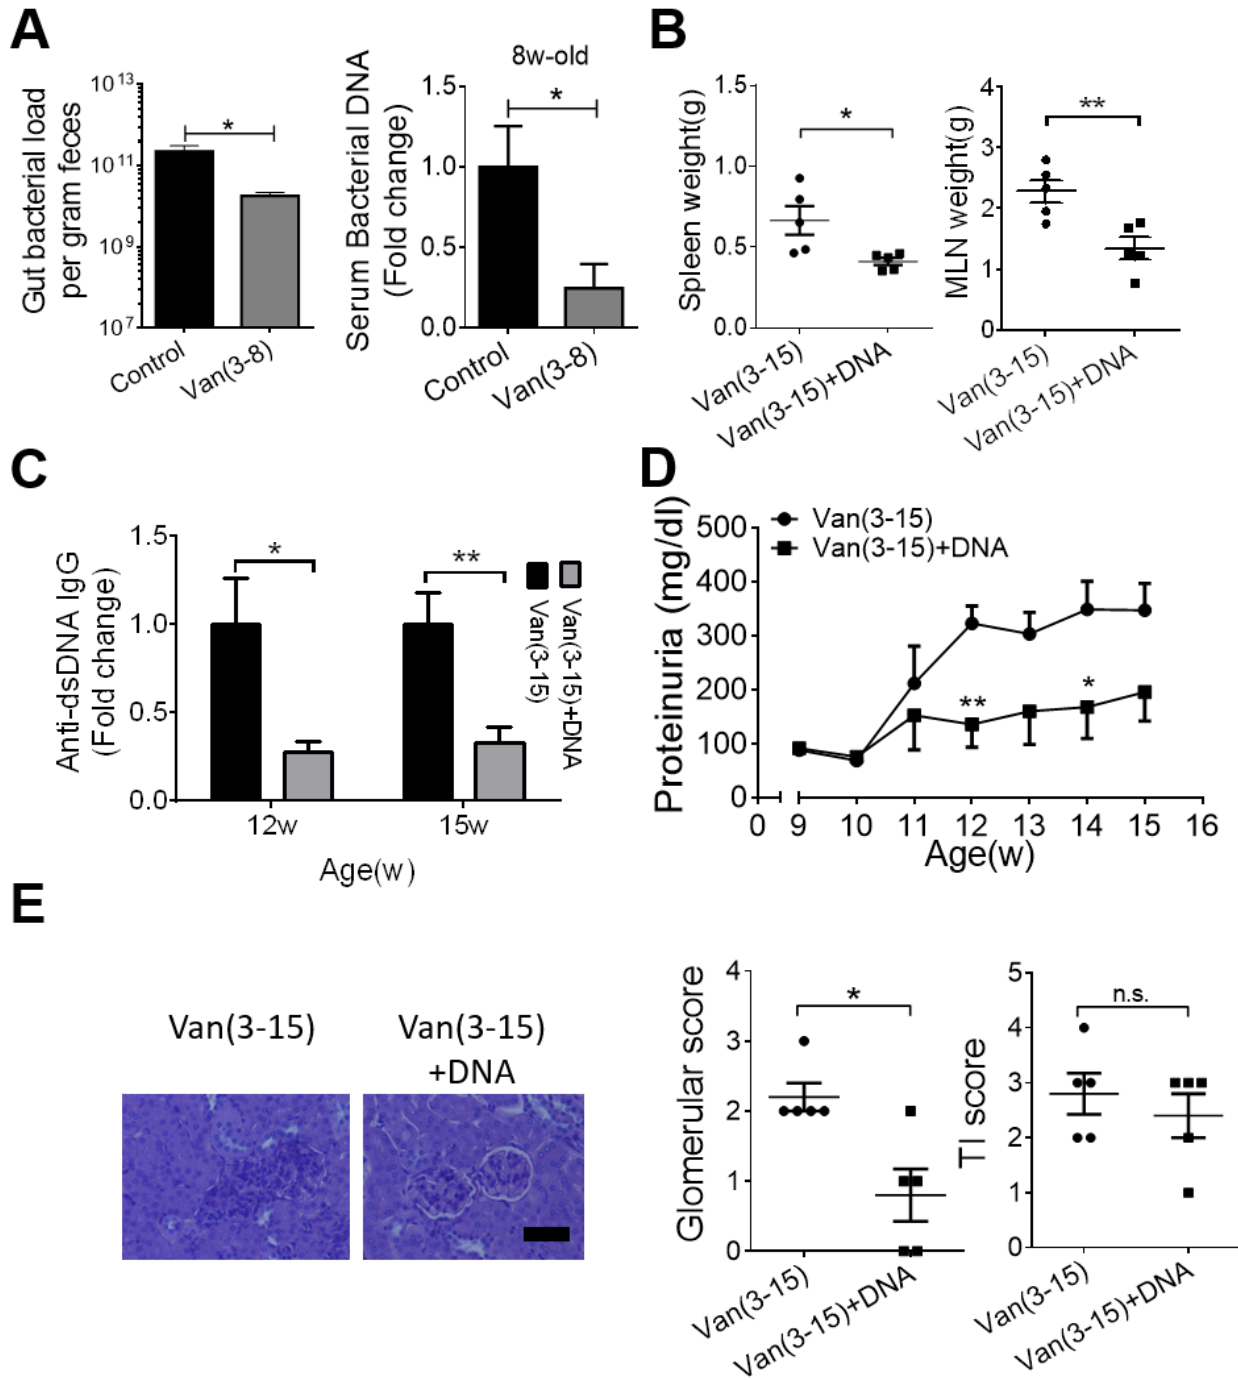 A
Gut bacterial load
per gram feces
10^13
10^11
10^9
10^7
*
Control
Van(3-8)
8w-old
Serum Bacterial DNA
(Fold change)
1.5
1.0
0.5
0.0
*
Control
Van(3-8)
B
Spleen weight(g)
1.5
1.0
0.5
0.0
*
Van(3-15)
Van(3-15)+DNA
MLN weight(g)
4
3
2
1
0
**
Van(3-15)
Van(3-15)+DNA
C
Anti-dsDNA IgG
(Fold change)
1.5
1.0
0.5
0.0
*
**
Van(3-15)
Van(3-15)+DNA
12w
15w
Age(w)
D
Proteinuria (mg/dl)
Van(3-15)
Van(3-15)+DNA
500
400
300
200
100
0
**
*
0 9 10 11 12 13 14 15 16
Age(w)
E
Van(3-15)
Van(3-15)
+DNA
Glomerular score
4
3
2
1
0
*
Van(3-15)
Van(3-15)+DNA
TI score
5
4
3
2
1
0
n.s.
Van(3-15)
Van(3-15)+DNA